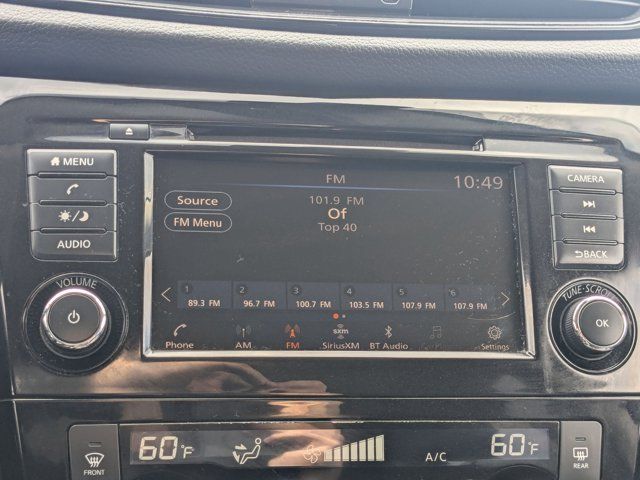 MENU
AUDIO
VOLUME
FM
10:49
Source
FM Menu
101.9 FM
Of
Top 40
1 2 3 4 5 6
89.3 FM 96.7 FM 100.7 FM 103.5 FM 107.9 FM 107.9 FM
sxm
Phone AM FM SiriusXM BT Audio Settings
CAMERA
BACK
TUNE·SCROLL
OK
FRONT
60°F
A/C
60°F
REAR